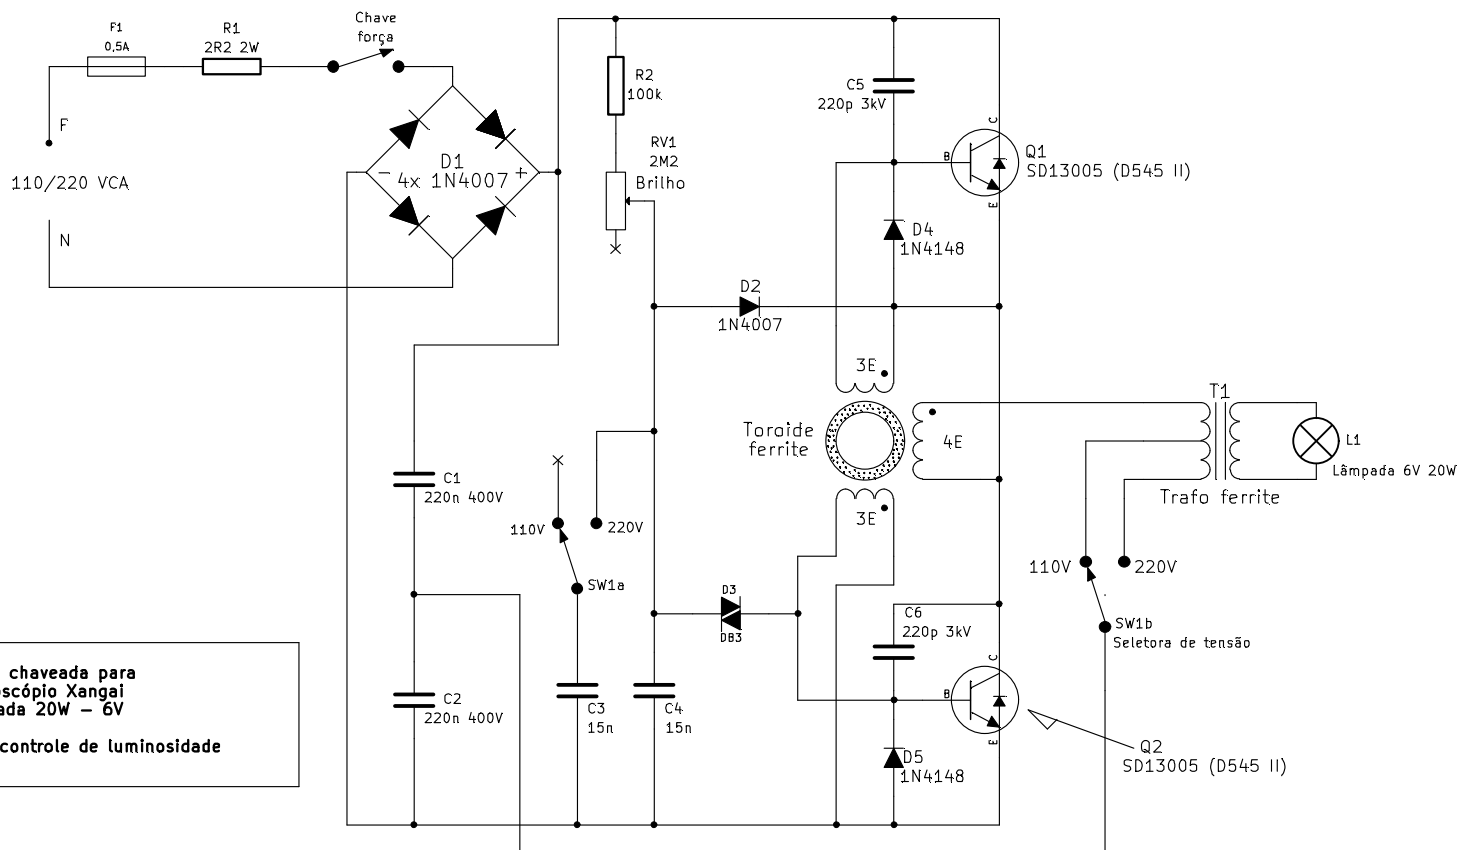 F1
0,5A
R1
2R2 2W
Chave
força
F
110/220 VCA
N
D1
4x 1N4007
−
+
R2
100k
RV1
2M2
Brilho
C5
220p 3kV
C
B
E
Q1
SD13005 (D545 II)
D4
1N4148
D2
1N4007
3E
Toroide
ferrite
4E
3E
T1
Trafo ferrite
L1
Lâmpada 6V 20W
C1
220n 400V
110V
220V
SW1a
110V
220V
SW1b
Seletora de tensão
D3
DB3
C6
220p 3kV
C
B
E
Q2
SD13005 (D545 II)
D5
1N4148
C2
220n 400V
C3
15n
C4
15n
chaveada para
oscópio Xangai
ada 20W – 6V
controle de luminosidade